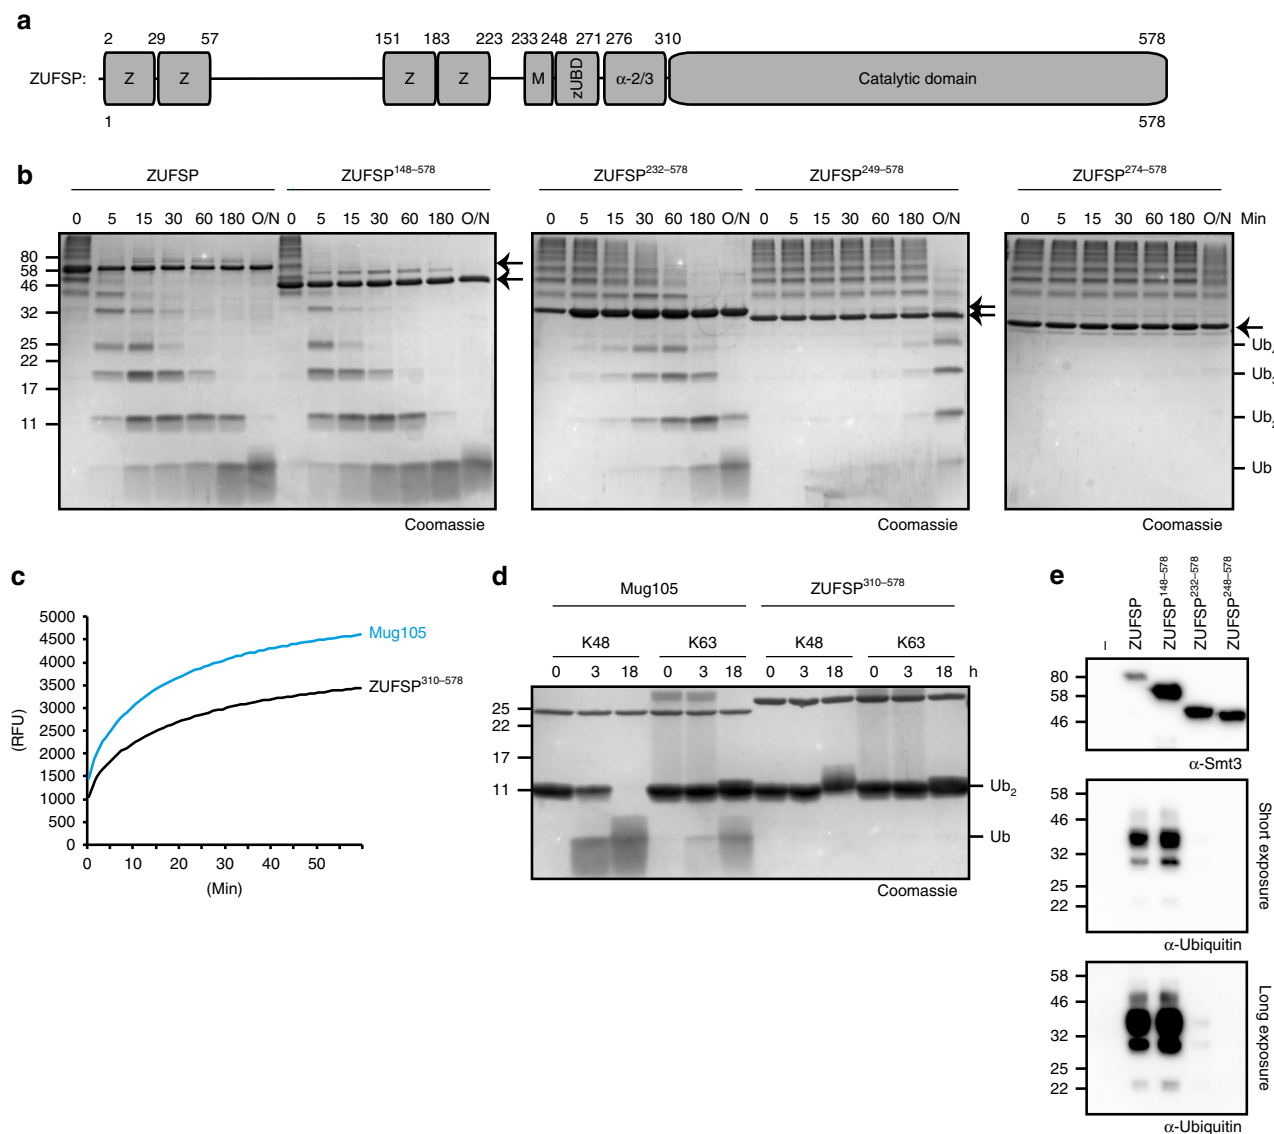 a
2 29 57 151 183 223 233 248 271 276 310 578
ZUFSP: Z Z Z Z M zUBD α-2/3 Catalytic domain
1 578
b
ZUFSP ZUFSP148–578 ZUFSP232–578 ZUFSP249–578 ZUFSP274–578
0 5 15 30 60 180 O/N 0 5 15 30 60 180 O/N 0 5 15 30 60 180 O/N 0 5 15 30 60 180 O/N 0 5 15 30 60 180 O/N Min
80
58
46
32
25
22
17
11
Ub
Ub
Ub
Ub
Coomassie Coomassie Coomassie
c
5000
4500
4000
3500
3000
2500
2000
1500
1000
500
0
(RFU)
Mug105
ZUFSP310–578
0 10 20 30 40 50
(Min)
d
Mug105 ZUFSP310–578
K48 K63 K48 K63
0 3 18 0 3 18 0 3 18 0 3 18 h
25
22
17
11
Ub2
Ub
Coomassie
e
– ZUFSP ZUFSP148–578 ZUFSP232–578 ZUFSP248–578
80
58
46
α-Smt3
58
46
32
25
22
Short exposure
α-Ubiquitin
58
46
32
25
22
Long exposure
α-Ubiquitin